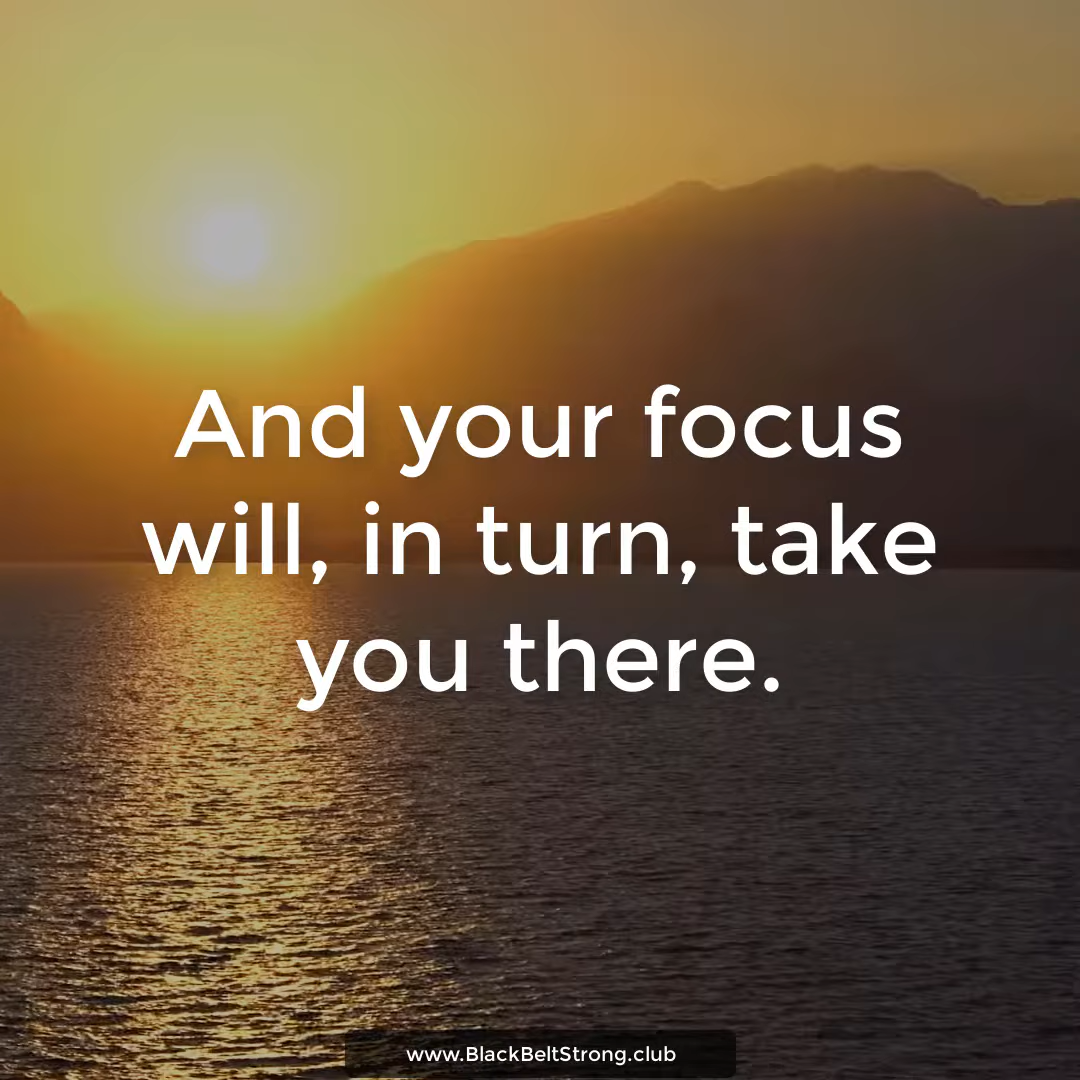 And your focus
will, in turn, take
you there.
www.BlackBeltStrong.club